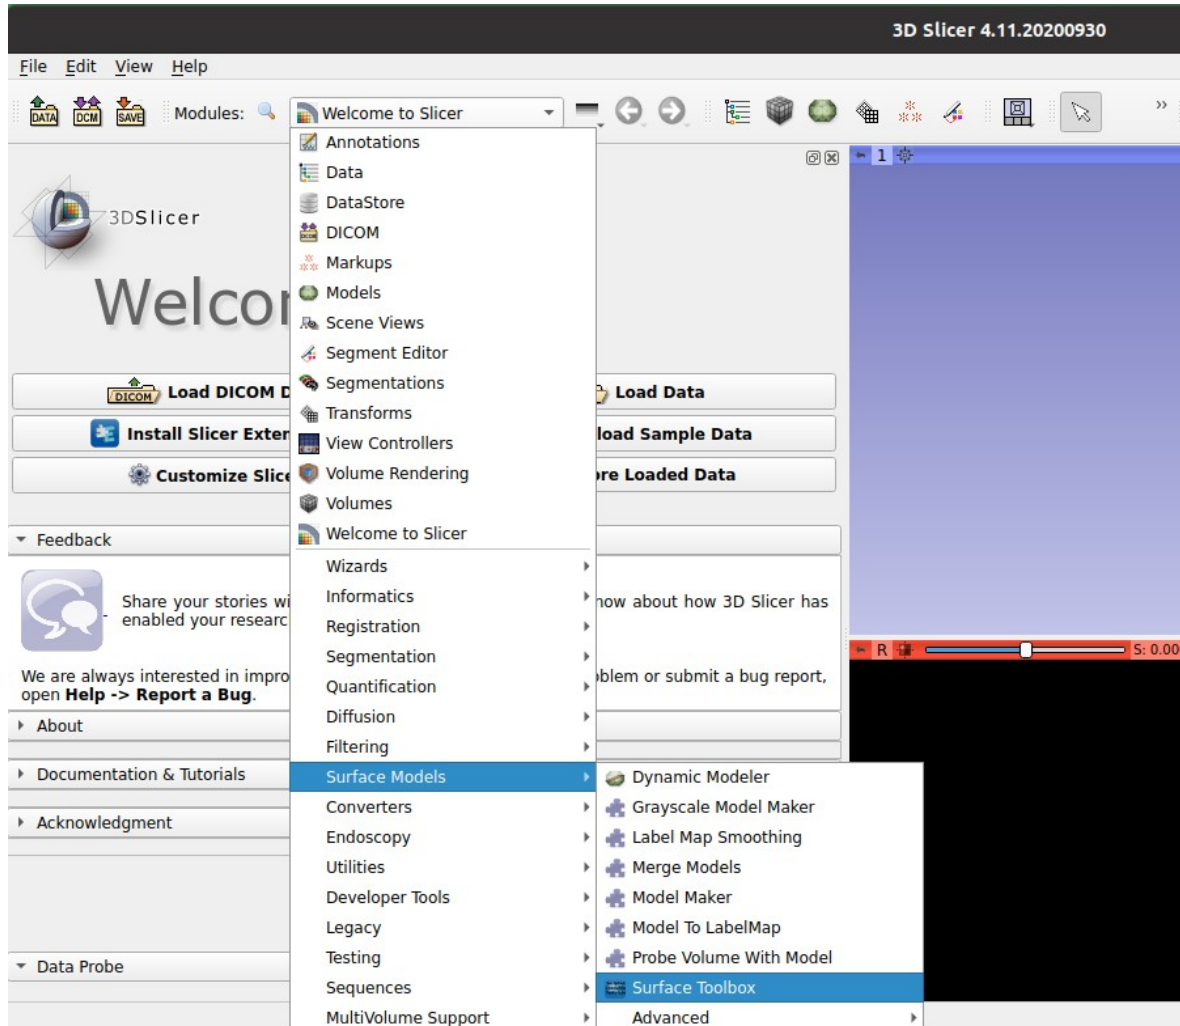 3D Slicer 4.11.20200930
File Edit View Help
DATA DCM SAVE Modules: Welcome to Slicer
Annotations
1
Data
DataStore
3DSlicer
DICOM
Markups
Models
Welco
Scene Views
Segment Editor
Segmentations
DICOM Load DICOM D
Load Data
Transforms
Install Slicer Exten
load Sample Data
View Controllers
Volume Rendering
Customize Slice
re Loaded Data
Volumes
Welcome to Slicer
Feedback
Wizards
Informatics
Share your stories wi
now about how 3D Slicer has
enabled your researc
Registration
Segmentation
R S: 0.00
We are always interested in impro
blem or submit a bug report,
Quantification
open Help -> Report a Bug.
Diffusion
About
Filtering
Documentation & Tutorials
Surface Models
Dynamic Modeler
Converters
Grayscale Model Maker
Acknowledgment
Endoscopy
Label Map Smoothing
Utilities
Merge Models
Developer Tools
Model Maker
Legacy
Model To LabelMap
Testing
Probe Volume With Model
Data Probe
Sequences
Surface Toolbox
MultiVolume Support
Advanced